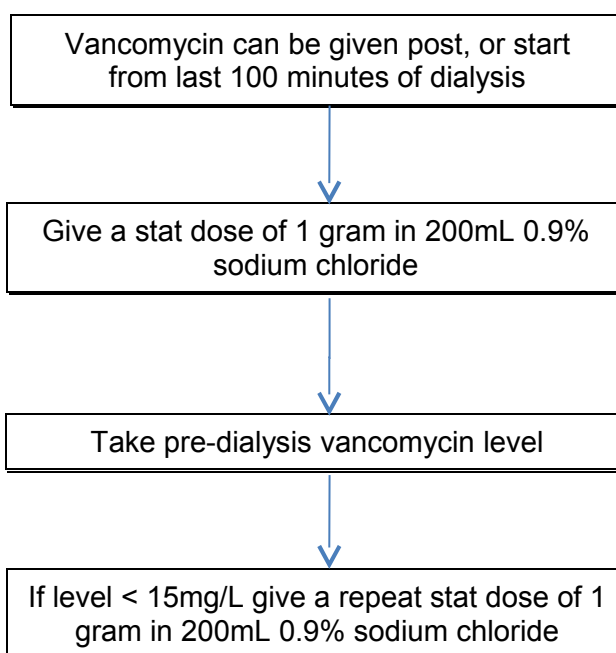 Vancomycin can be given post, or start
from last 100 minutes of dialysis
Give a stat dose of 1 gram in 200mL 0.9%
sodium chloride
Take pre-dialysis vancomycin level
If level < 15mg/L give a repeat stat dose of 1
gram in 200mL 0.9% sodium chloride